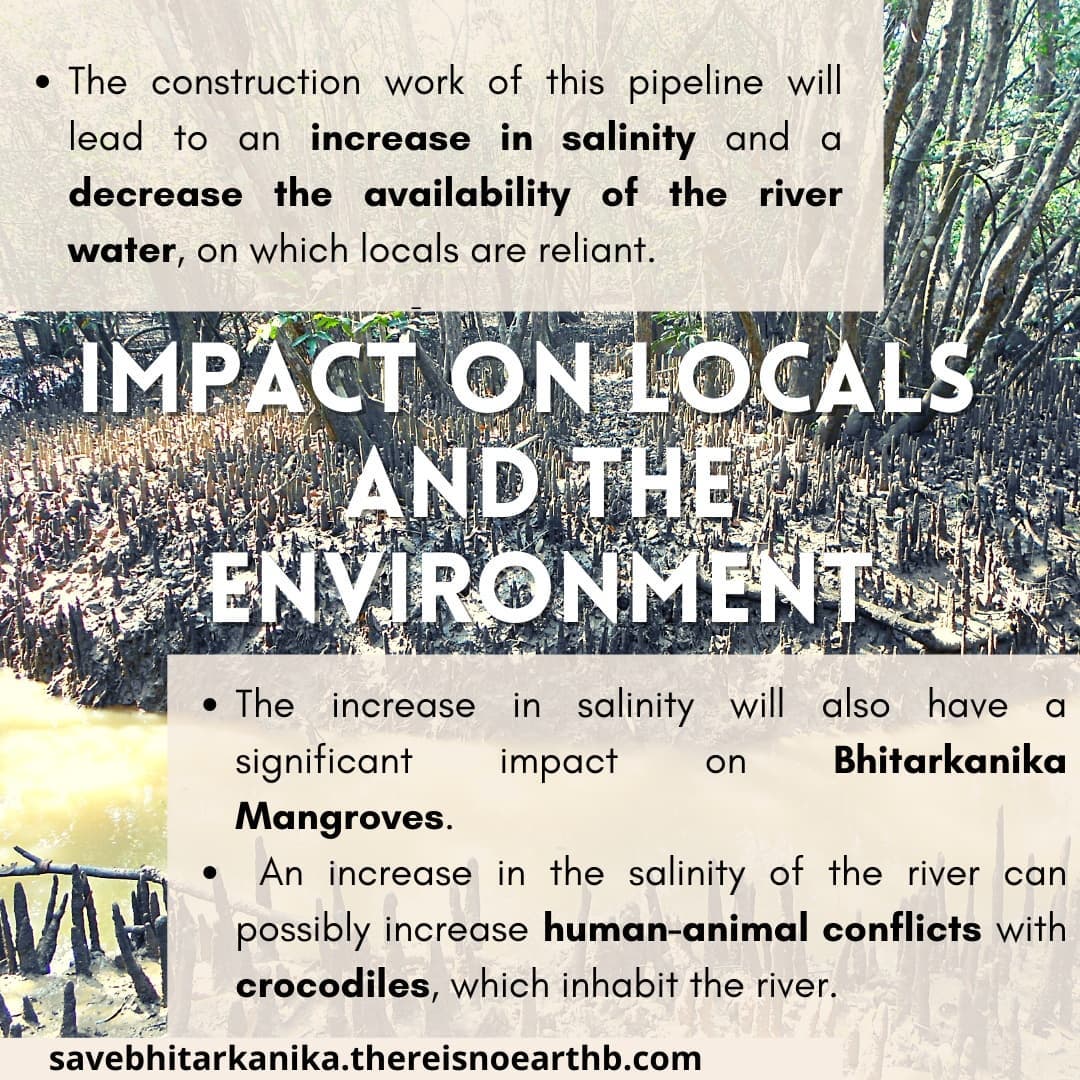 • The construction work of this pipeline will
lead to an increase in salinity and a
decrease the availability of the river
water, on which locals are reliant.
IMPACT ON LOCALS
AND THE
ENVIRONMENT
• The increase in salinity will also have a
significant impact on Bhitarkanika
Mangroves.
• An increase in the salinity of the river can
possibly increase human-animal conflicts with
crocodiles, which inhabit the river.
savebhitarkanika.thereisnoearthb.com